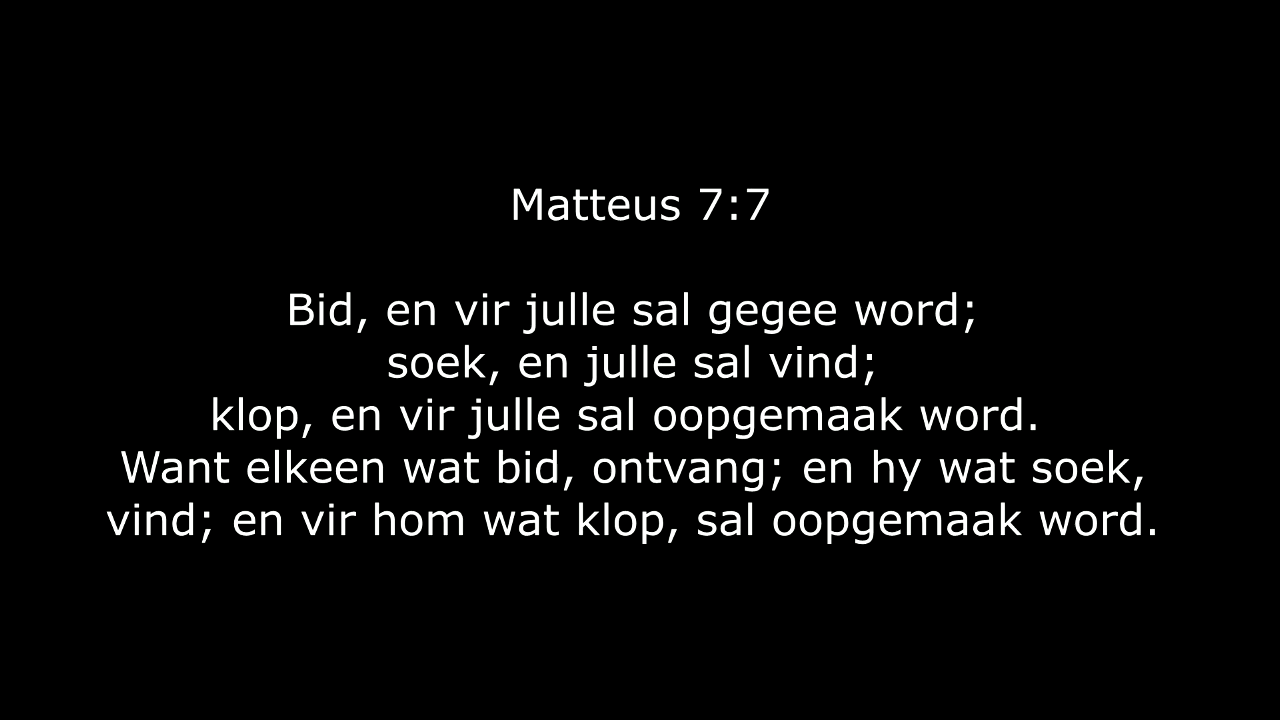 Matteus 7:7
Bid, en vir julle sal gegee word;
soek, en julle sal vind;
klop, en vir julle sal oopgemaak word.
Want elkeen wat bid, ontvang; en hy wat soek,
vind; en vir hom wat klop, sal oopgemaak word.